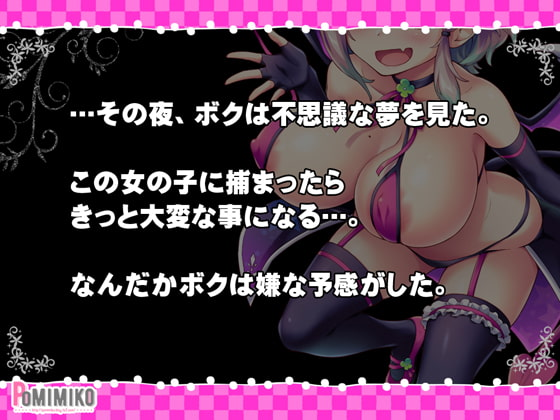 …その夜、ボクは不思議な夢を見た。
この女の子に捕まったら
きっと大変な事になる…。
なんだかボクは嫌な予感がした。
PoMIMIKO